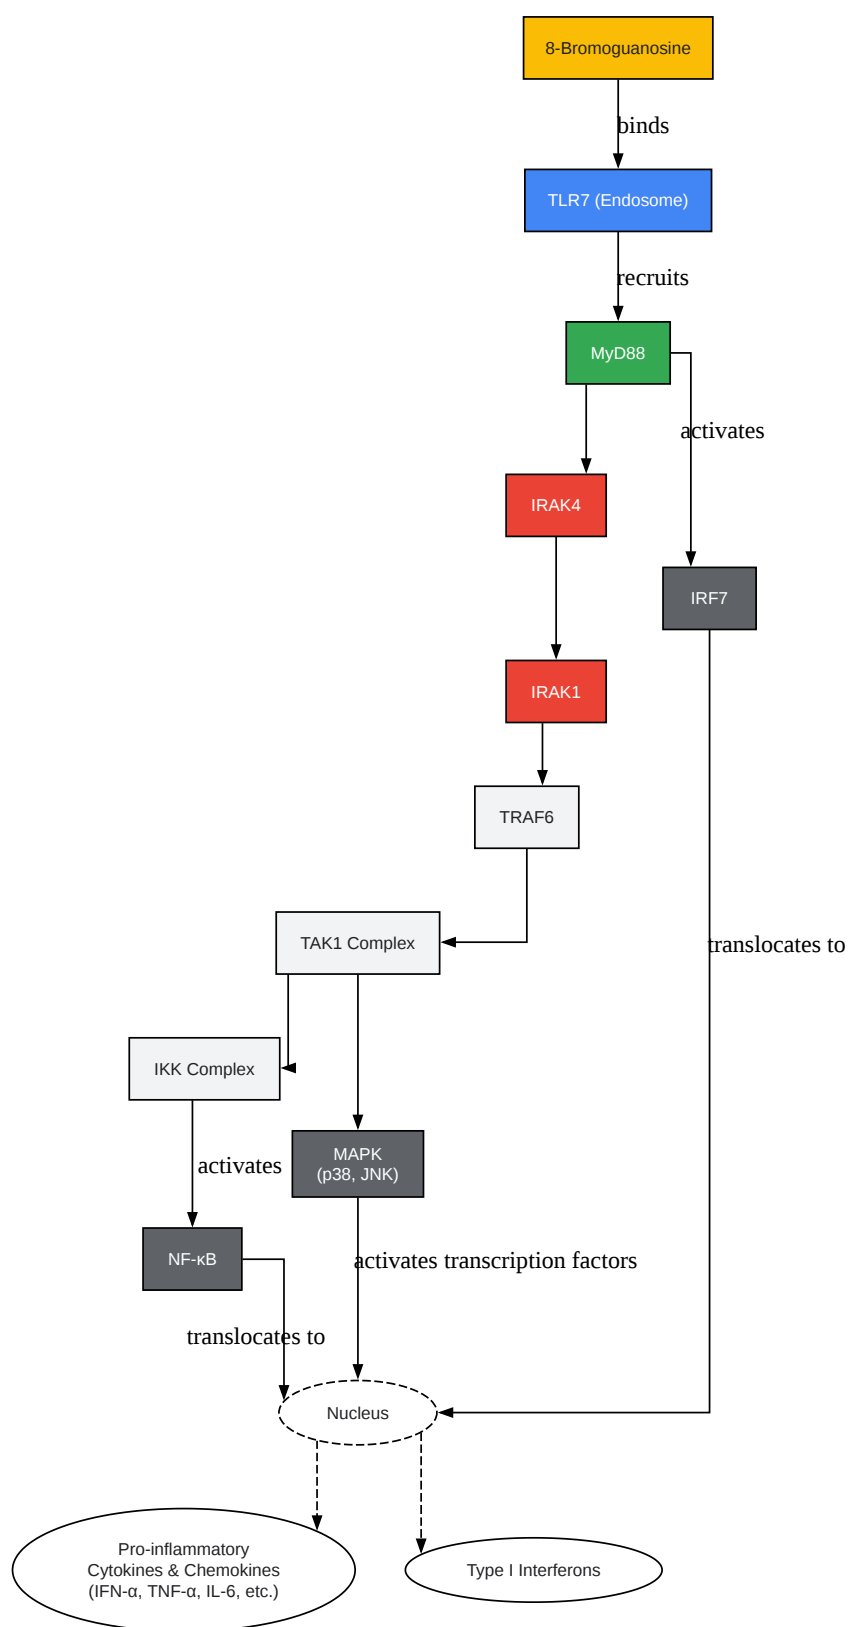 8-Bromoguanosine
binds
TLR7 (Endosome)
recruits
MyD88
activates
IRAK4
IRF7
IRAK1
TRAF6
TAK1 Complex
translocates to
IKK Complex
MAPK
(p38, JNK)
activates
NF-κB
activates transcription factors
translocates to
Nucleus
Pro-inflammatory
Cytokines & Chemokines
(IFN-α, TNF-α, IL-6, etc.)
Type I Interferons